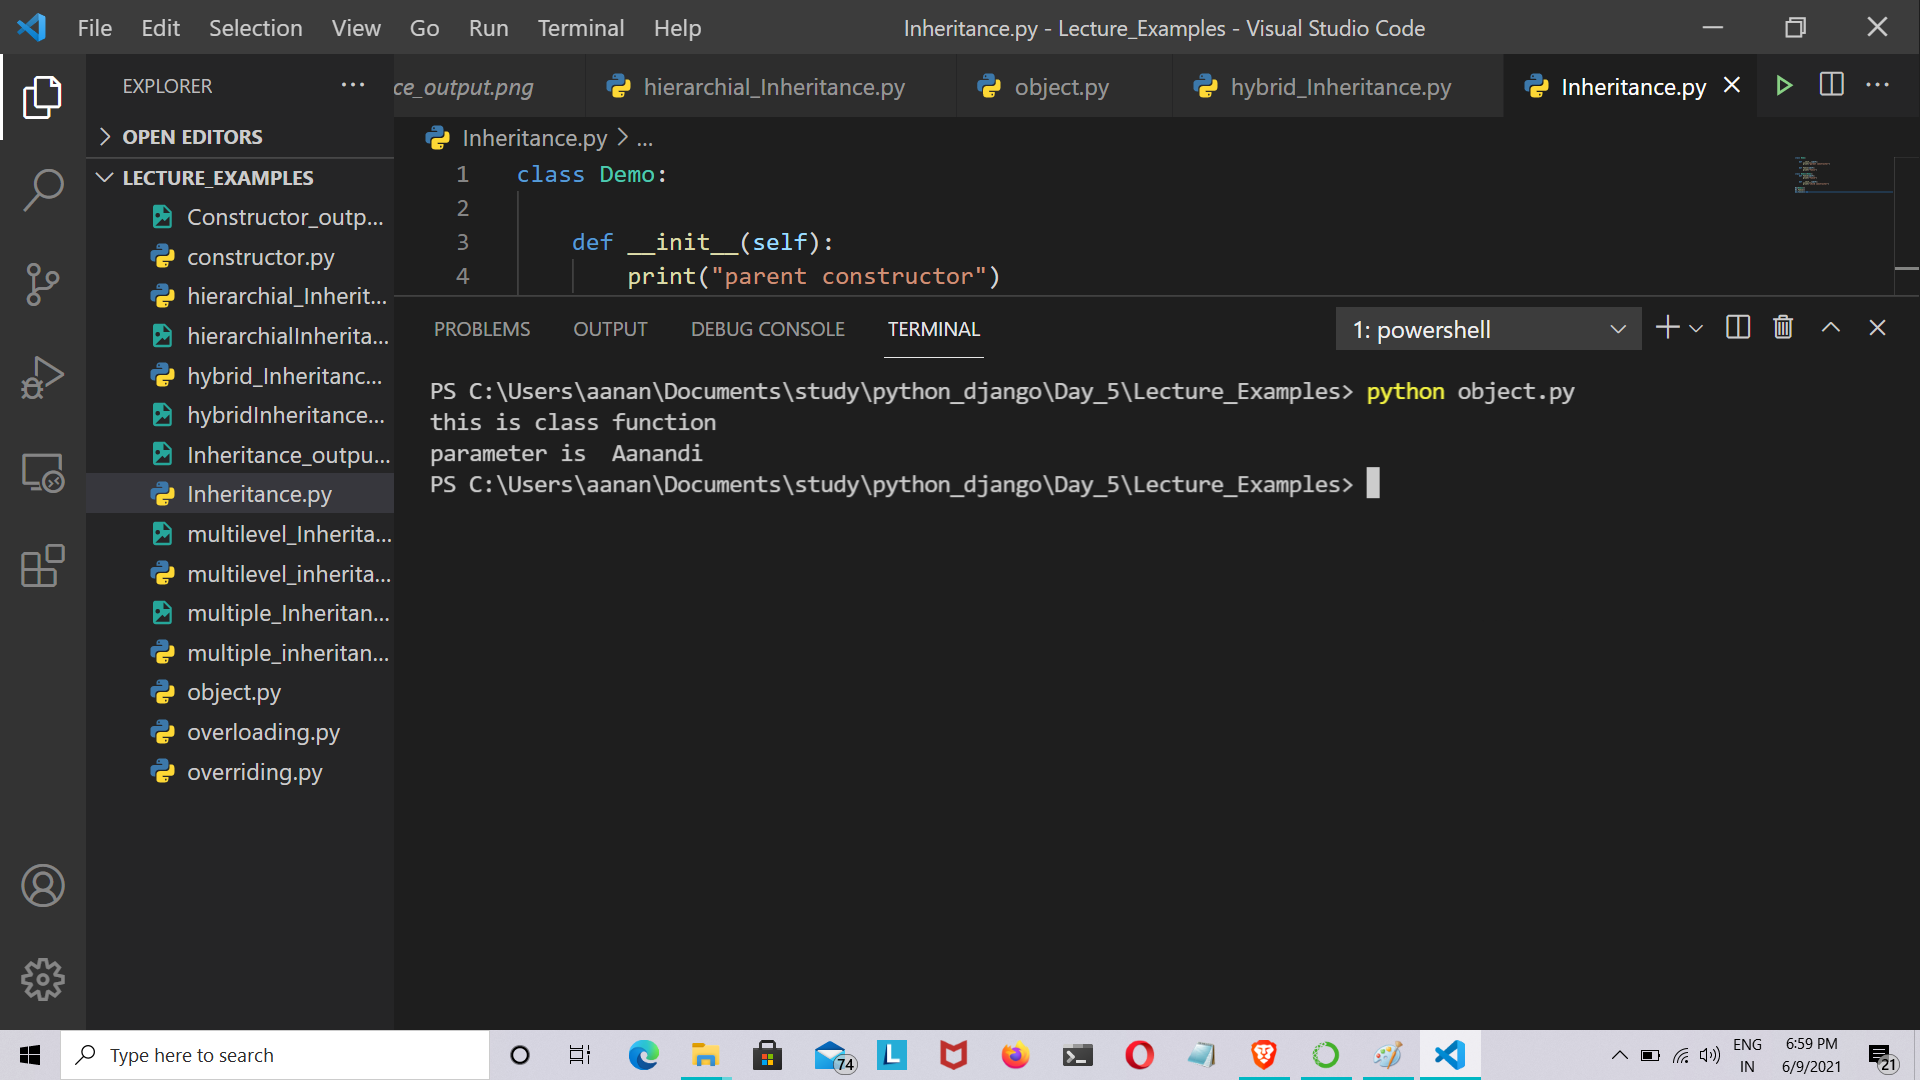 File Edit Selection View Go Run Terminal Help
Inheritance.py - Lecture_Examples - Visual Studio Code
EXPLORER
ce_output.png
hierarchial_Inheritance.py
object.py
hybrid_Inheritance.py
Inheritance.py
OPEN EDITORS
LECTURE_EXAMPLES
Constructor_outp...
constructor.py
hierarchial_Inherit...
hierarchialInherita...
hybrid_Inheritanc...
hybridInheritance...
Inheritance_outpu...
Inheritance.py
multilevel_Inherita...
multilevel_inherita...
multiple_Inheritan...
multiple_inheritan...
object.py
overloading.py
overriding.py
Inheritance.py > ...
1 class Demo:
2
3 def __init__(self):
4 print("parent constructor")
PROBLEMS OUTPUT DEBUG CONSOLE TERMINAL
1: powershell
PS C:\Users\aanan\Documents\study\python_django\Day_5\Lecture_Examples> python object.py
this is class function
parameter is  Aanandi
PS C:\Users\aanan\Documents\study\python_django\Day_5\Lecture_Examples>
Type here to search
74
L
ENG
IN
6:59 PM
6/9/2021
21